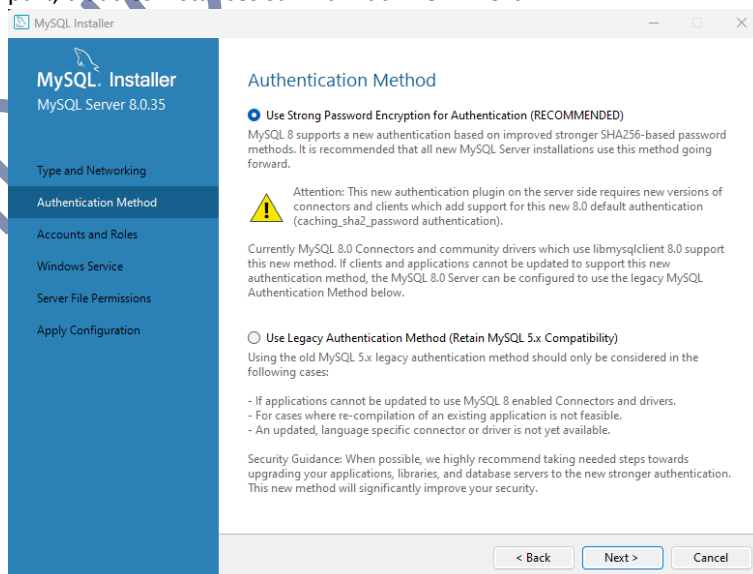 MySQL Installer
MySQL. Installer
MySQL Server 8.0.35
Type and Networking
Authentication Method
Accounts and Roles
Windows Service
Server File Permissions
Apply Configuration
Authentication Method
Use Strong Password Encryption for Authentication (RECOMMENDED)
MySQL 8 supports a new authentication based on improved stronger SHA256-based password
methods. It is recommended that all new MySQL Server installations use this method going
forward.
Attention: This new authentication plugin on the server side requires new versions of
connectors and clients which add support for this new 8.0 default authentication
(caching_sha2_password authentication).
Currently MySQL 8.0 Connectors and community drivers which use libmysqlclient 8.0 support
this new method. If clients and applications cannot be updated to support this new
authentication method, the MySQL 8.0 Server can be configured to use the legacy MySQL
Authentication Method below.
Use Legacy Authentication Method (Retain MySQL 5.x Compatibility)
Using the old MySQL 5.x legacy authentication method should only be considered in the
following cases:
- If applications cannot be updated to use MySQL 8 enabled Connectors and drivers.
- For cases where re-compilation of an existing application is not feasible.
- An updated, language specific connector or driver is not yet available.
Security Guidance: When possible, we highly recommend taking needed steps towards
upgrading your applications, libraries, and database servers to the new stronger authentication.
This new method will significantly improve your security.
< Back
Next >
Cancel